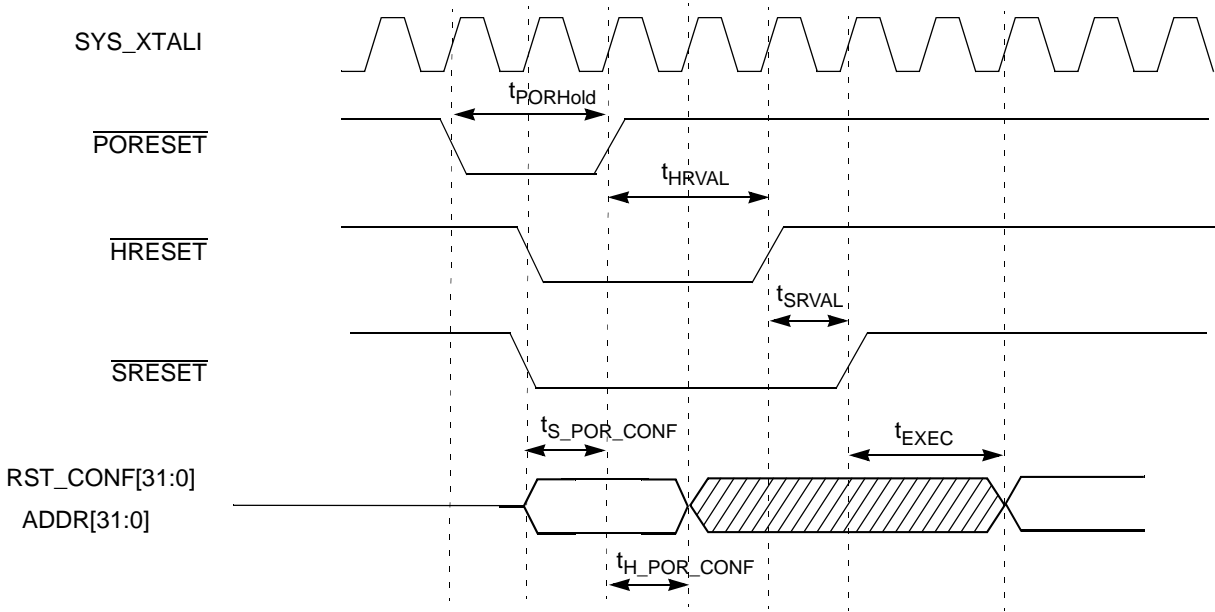 SYS_XTALI
tPORHold
PORESET
tHRVAL
HRESET
tSRVAL
SRESET
tS_POR_CONF
tEXEC
RST_CONF[31:0]
ADDR[31:0]
tH_POR_CONF